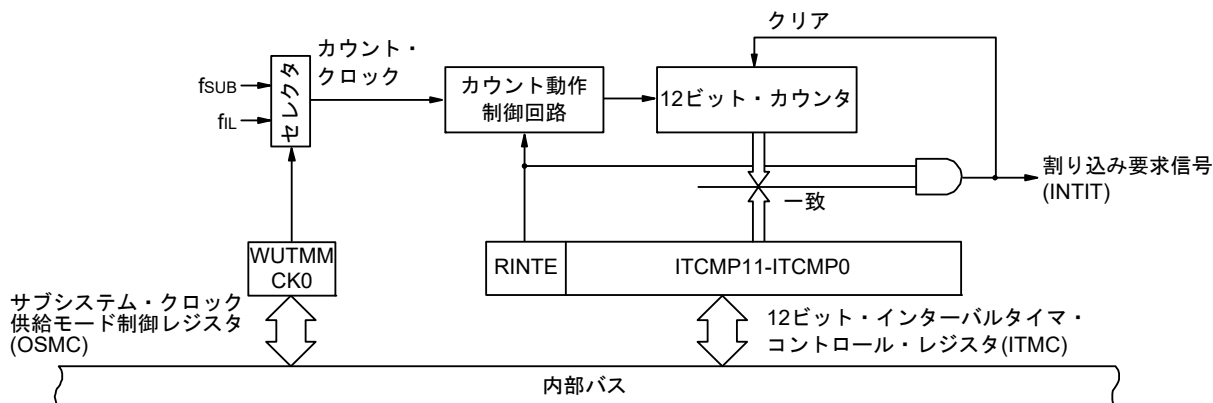 クリア
カウント・
クロック
fSUB
fIL
セレクタ
カウント動作
制御回路
12ビット・カウンタ
割り込み要求信号
(INTIT)
一致
WUTMM
CK0
RINTE
ITCMP11-ITCMP0
サブシステム・クロック
供給モード制御レジスタ
(OSMC)
12ビット・インターバルタイマ・
コントロール・レジスタ(ITMC)
内部バス